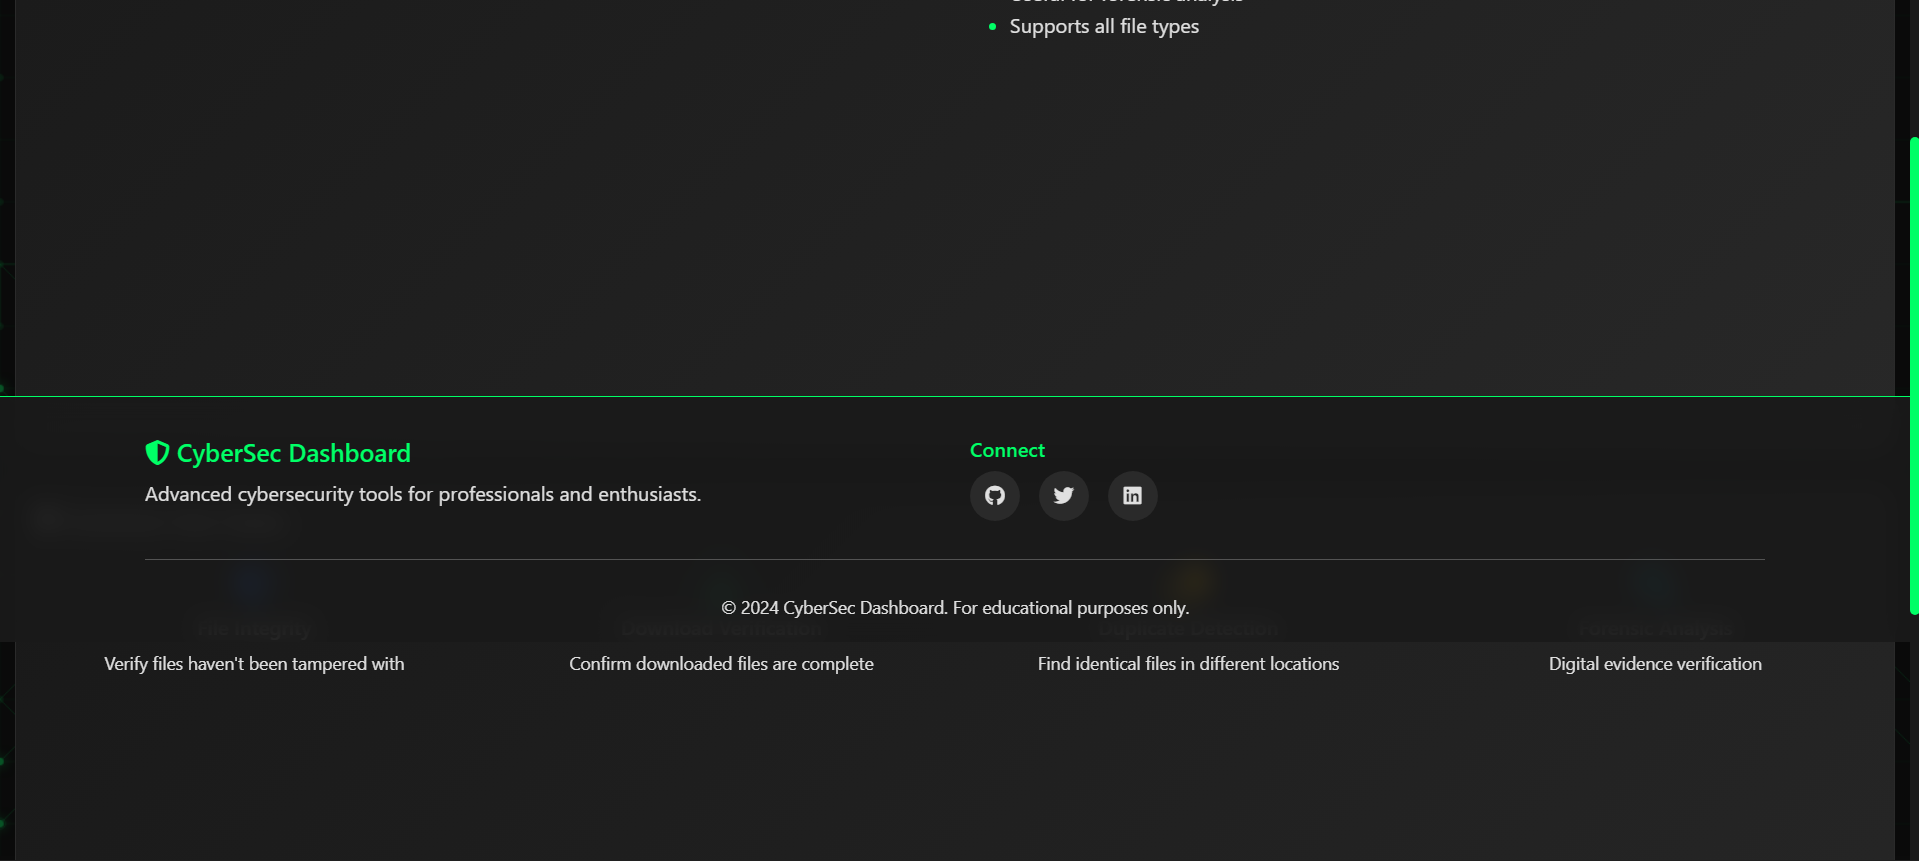 Useful for forensic analysis
Supports all file types
CyberSec Dashboard
Advanced cybersecurity tools for professionals and enthusiasts.
Connect
© 2024 CyberSec Dashboard. For educational purposes only.
File Integrity
Download Verification
Duplicate Detection
Forensic Analysis
Verify files haven't been tampered with
Confirm downloaded files are complete
Find identical files in different locations
Digital evidence verification